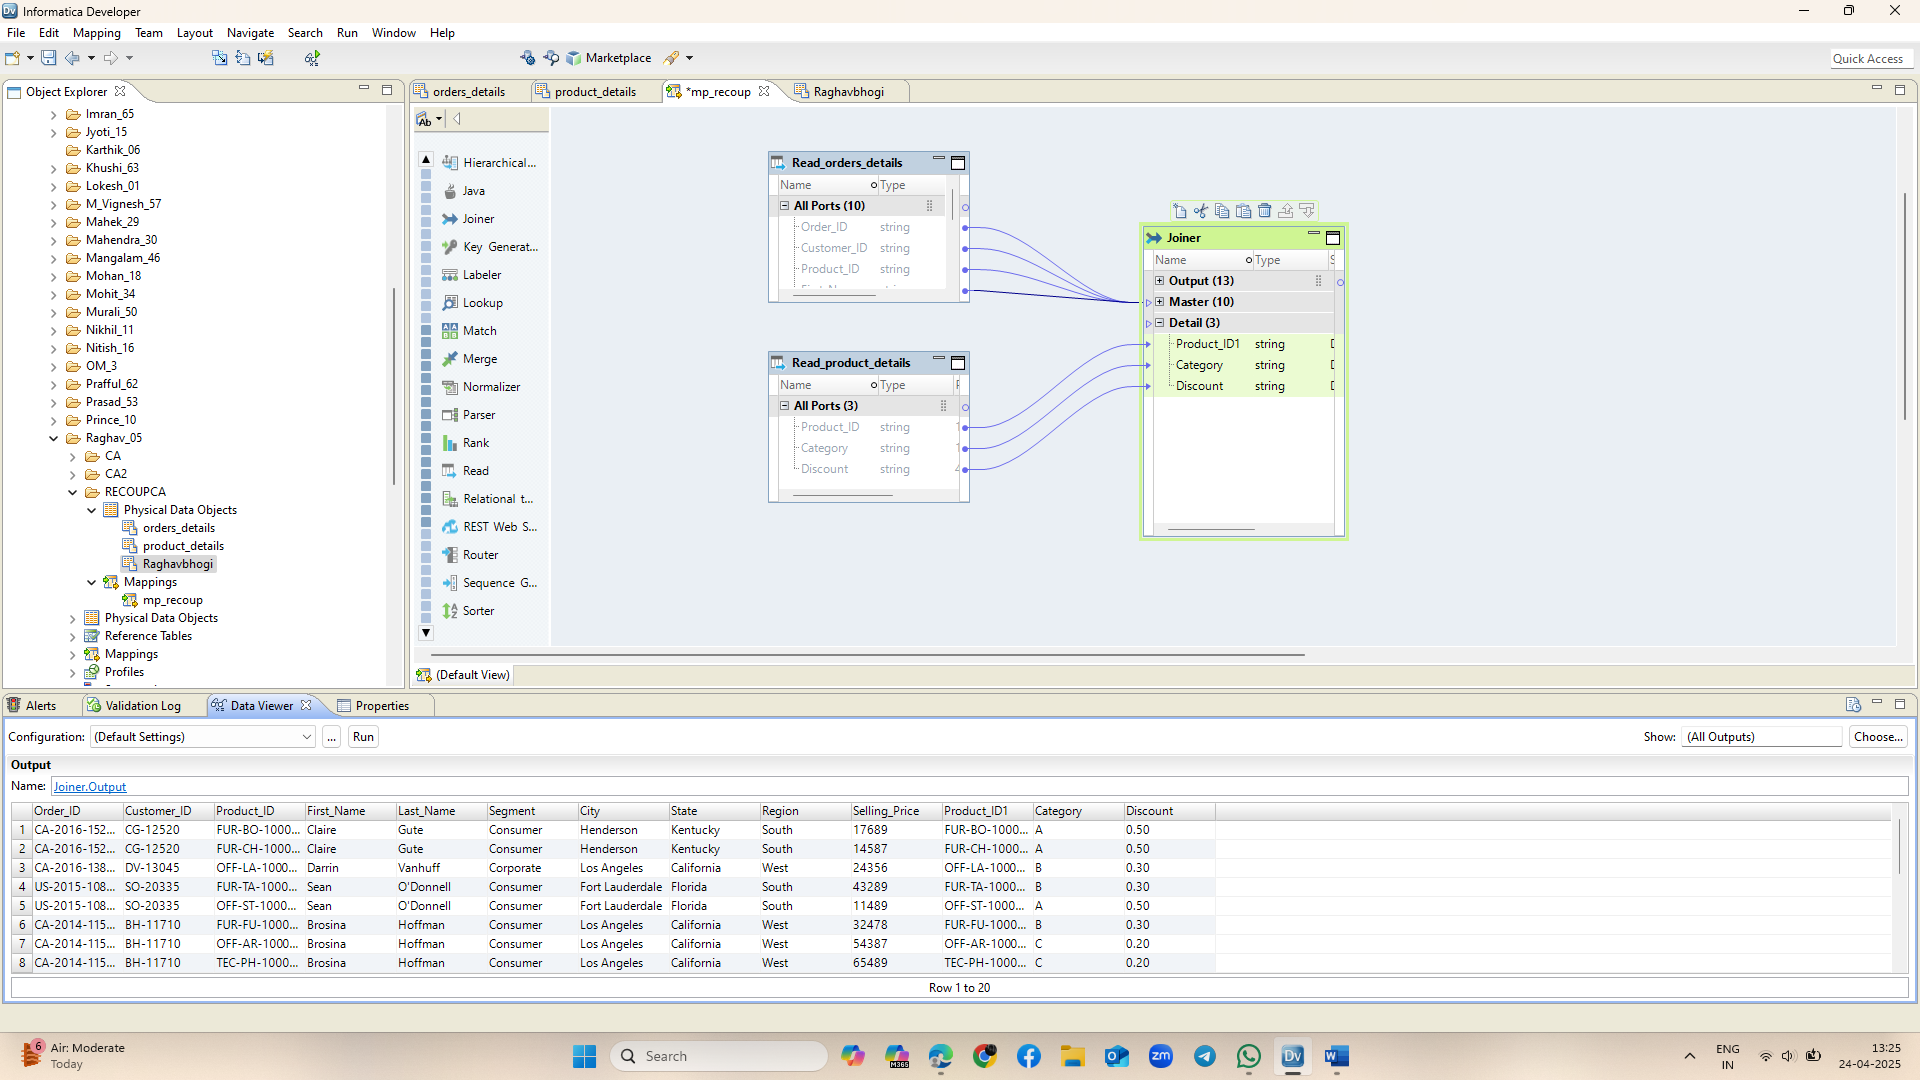 Informatica Developer
File Edit Mapping Team Layout Navigate Search Run Window Help
Marketplace
Quick Access
Object Explorer
Imran_65
Jyoti_15
Karthik_06
Khushi_63
Lokesh_01
M_Vignesh_57
Mahek_29
Mahendra_30
Mangalam_46
Mohan_18
Mohit_34
Murali_50
Nikhil_11
Nitish_16
OM_3
Prafful_62
Prasad_53
Prince_10
Raghav_05
CA
CA2
RECOUPCA
Physical Data Objects
orders_details
product_details
Raghavbhogi
Mappings
mp_recoup
Physical Data Objects
Reference Tables
Mappings
Profiles
orders_details product_details *mp_recoup Raghavbhogi
Ab
Hierarchical...
Java
Joiner
Key Generat...
Labeler
Lookup
Match
Merge
Normalizer
Parser
Rank
Read
Relational t...
REST Web S...
Router
Sequence G...
Sorter
Read_orders_details
Name Type
All Ports (10)
Order_ID string
Customer_ID string
Product_ID string
Read_product_details
Name Type
All Ports (3)
Product_ID string
Category string
Discount string
Joiner
Name Type
Output (13)
Master (10)
Detail (3)
Product_ID1 string
Category string
Discount string
(Default View)
Alerts Validation Log Data Viewer Properties
Configuration: (Default Settings) ... Run Show: (All Outputs) Choose...
Output
Name: Joiner.Output
Order_ID Customer_ID Product_ID First_Name Last_Name Segment City State Region Selling_Price Product_ID1 Category Discount
1 CA-2016-152... CG-12520 FUR-BO-1000... Claire Gute Consumer Henderson Kentucky South 17689 FUR-BO-1000... A 0.50
2 CA-2016-152... CG-12520 FUR-CH-1000... Claire Gute Consumer Henderson Kentucky South 14587 FUR-CH-1000... A 0.50
3 CA-2016-138... DV-13045 OFF-LA-1000... Darrin Vanhuff Corporate Los Angeles California West 24356 OFF-LA-1000... B 0.30
4 US-2015-108... SO-20335 FUR-TA-1000... Sean O'Donnell Consumer Fort Lauderdale Florida South 43289 FUR-TA-1000... B 0.30
5 US-2015-108... SO-20335 OFF-ST-1000... Sean O'Donnell Consumer Fort Lauderdale Florida South 11489 OFF-ST-1000... A 0.50
6 CA-2014-115... BH-11710 FUR-FU-1000... Brosina Hoffman Consumer Los Angeles California West 32478 FUR-FU-1000... B 0.30
7 CA-2014-115... BH-11710 OFF-AR-1000... Brosina Hoffman Consumer Los Angeles California West 54387 OFF-AR-1000... C 0.20
8 CA-2014-115... BH-11710 TEC-PH-1000... Brosina Hoffman Consumer Los Angeles California West 65489 TEC-PH-1000... C 0.20
Row 1 to 20
6
Air: Moderate
Today
Search
M365
zm
Dv
W
ENG
IN
13:25
24-04-2025